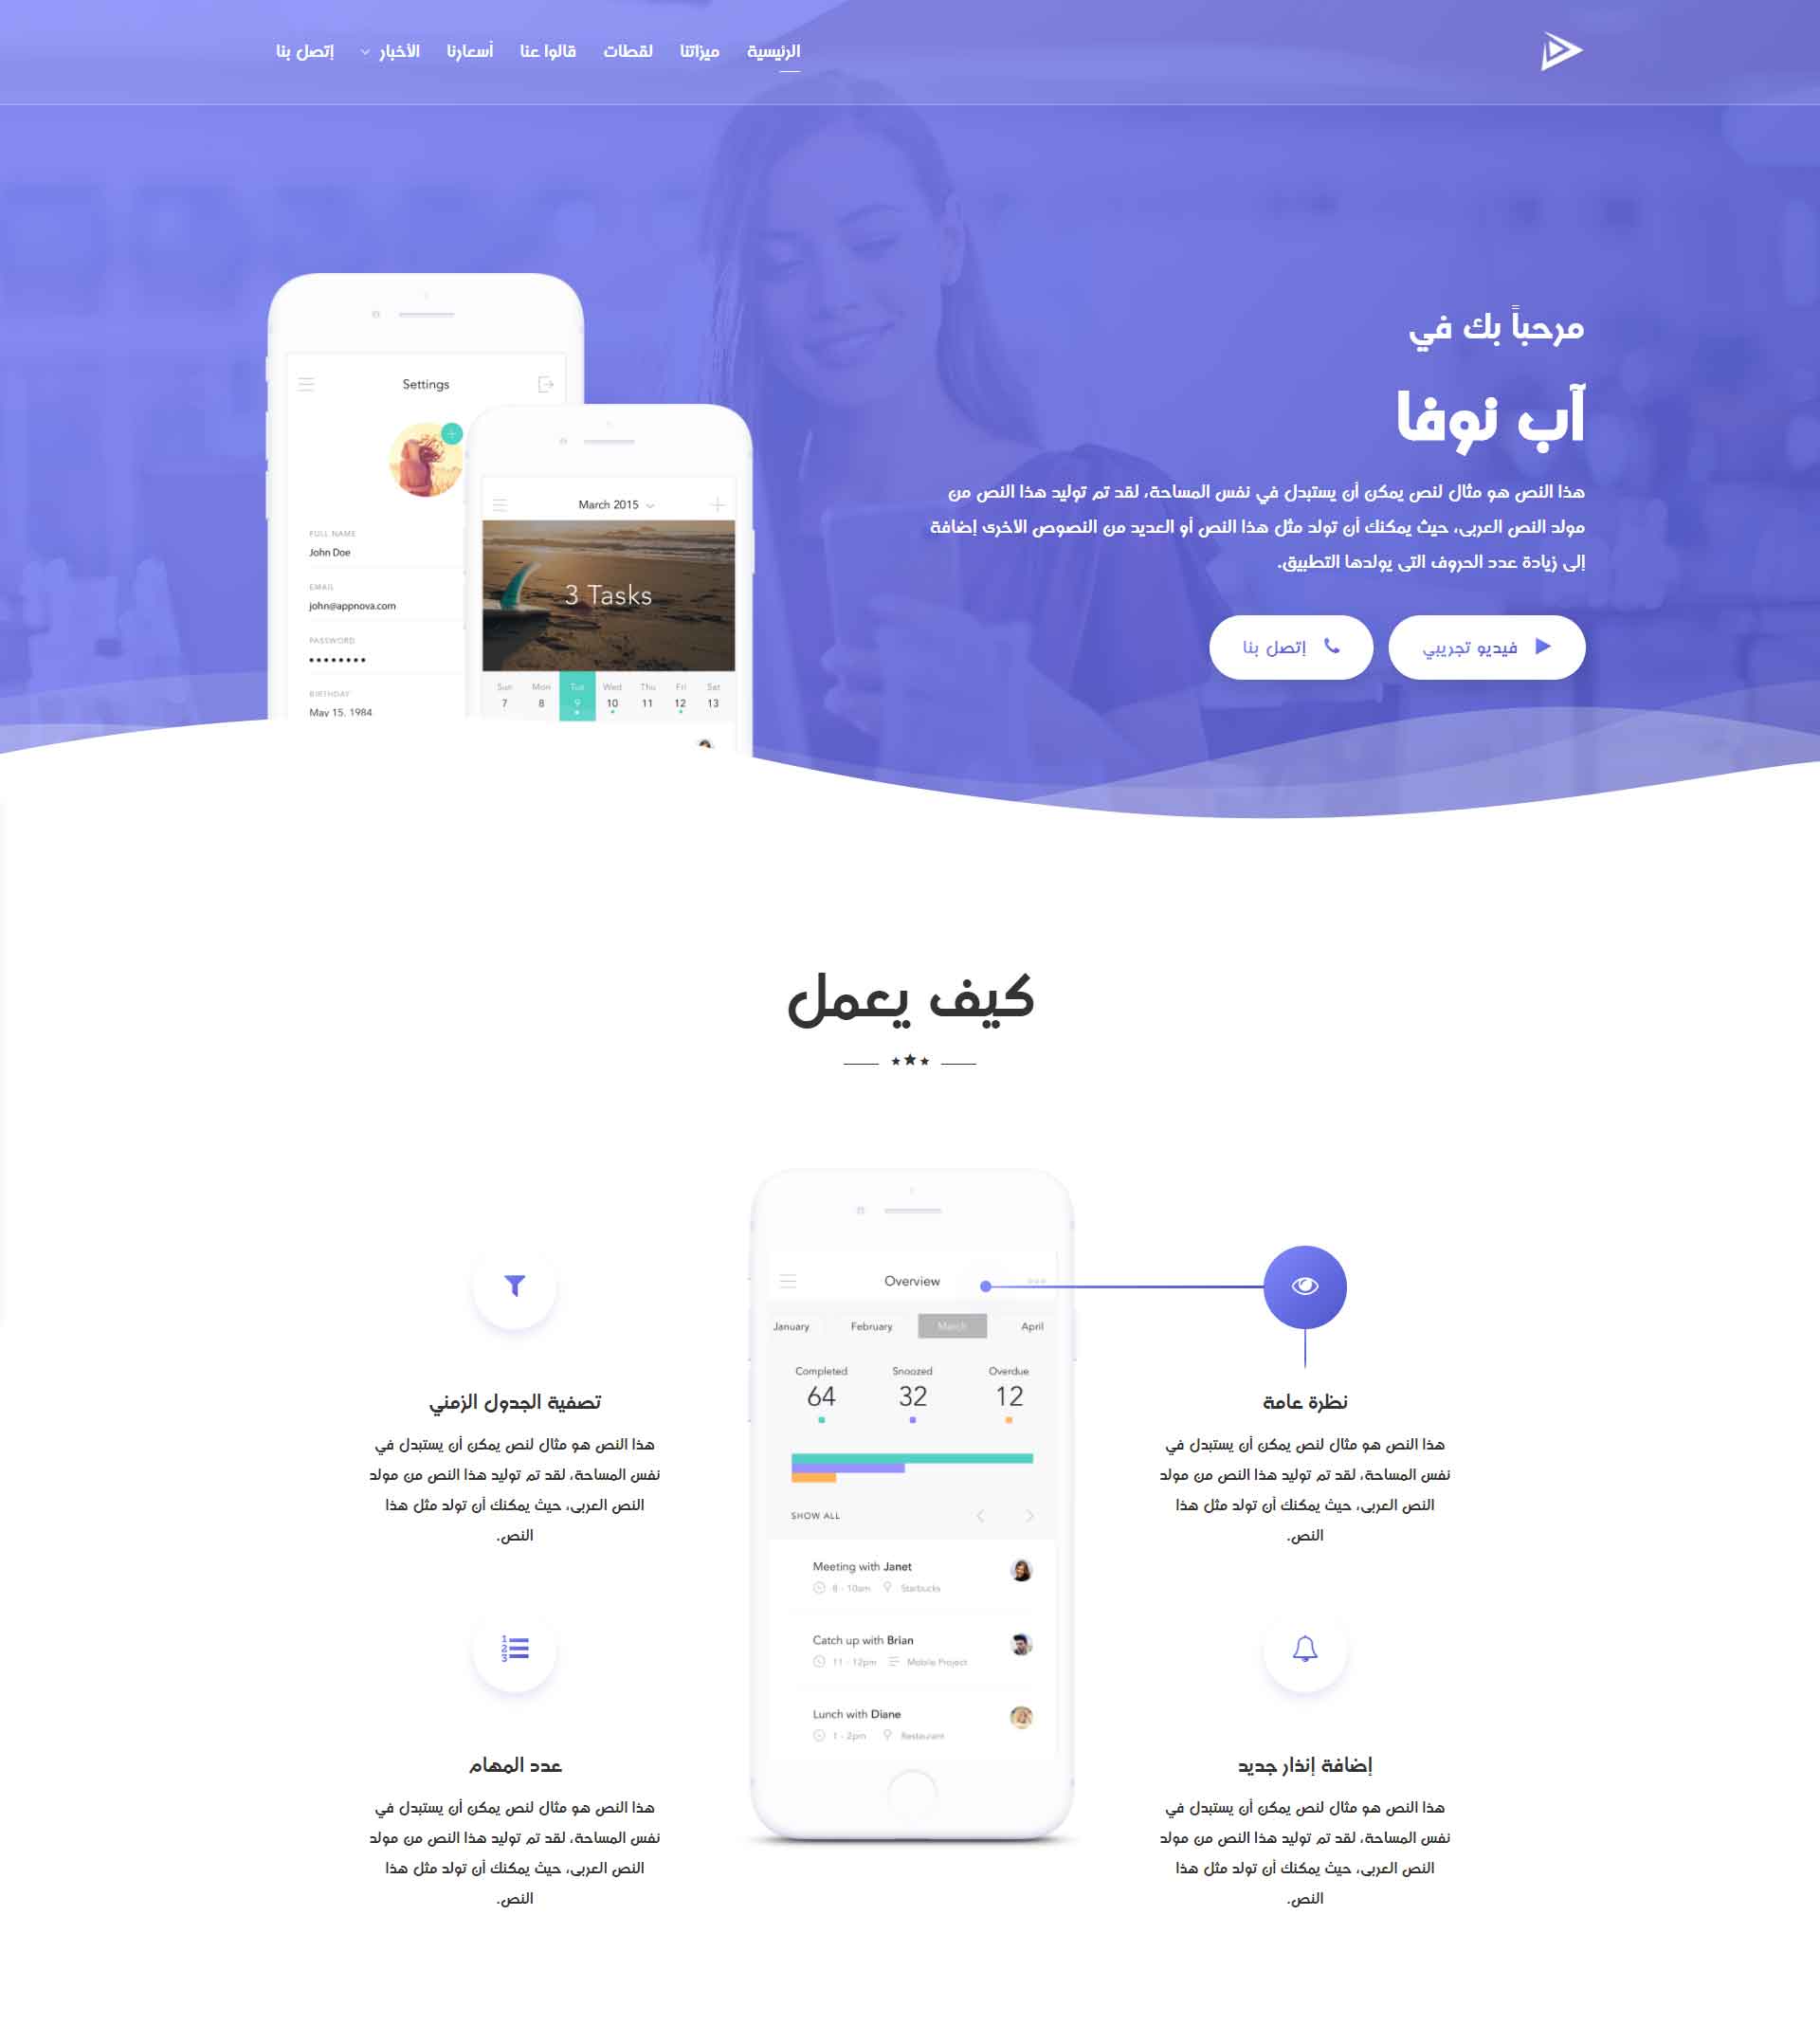 الرئيسية
ميزاتنا
لقطات
قالوا عنا
أسعارنا
الأخبار
إتصل بنا
مرحباً بك في
آب نوفا
هذا النص هو مثال لنص يمكن أن يستبدل في نفس المساحة، لقد تم توليد هذا النص من
مولد النص العربى، حيث يمكنك أن تولد مثل هذا النص أو العديد من النصوص الأخرى إضافة
إلى زيادة عدد الحروف التى يولدها التطبيق.
فيديو تجريبي
إتصل بنا
Settings
FULL NAME
John Doe
EMAIL
john@appnova.com
PASSWORD
BIRTHDAY
May 15, 1984
March 2015
3 Tasks
Sun Mon Tue Wed Thu Fri Sat
7 8 9 10 11 12 13
كيف يعمل
نظرة عامة
هذا النص هو مثال لنص يمكن أن يستبدل في
نفس المساحة، لقد تم توليد هذا النص من مولد
النص العربى، حيث يمكنك أن تولد مثل هذا
النص.
إضافة إنذار جديد
هذا النص هو مثال لنص يمكن أن يستبدل في
نفس المساحة، لقد تم توليد هذا النص من مولد
النص العربى، حيث يمكنك أن تولد مثل هذا
النص.
Overview
January February March April
Completed Snoozed Overdue
64 32 12
SHOW ALL
Meeting with Janet
8 - 10am Starbucks
Catch up with Brian
11 - 12pm Mobile Project
Lunch with Diane
1 - 2pm Restaurant
تصفية الجدول الزمني
هذا النص هو مثال لنص يمكن أن يستبدل في
نفس المساحة، لقد تم توليد هذا النص من مولد
النص العربى، حيث يمكنك أن تولد مثل هذا
النص.
عدد المهام
هذا النص هو مثال لنص يمكن أن يستبدل في
نفس المساحة، لقد تم توليد هذا النص من مولد
النص العربى، حيث يمكنك أن تولد مثل هذا
النص.